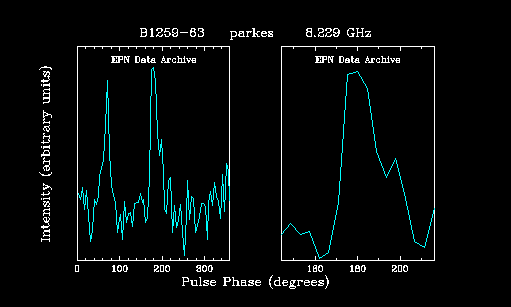 B1259-63 parkes 8.229 GHz
EPN Data Archive EPN Data Archive
Intensity (arbitrary units)
0 100 200 300 160 180 200
Pulse Phase (degrees)